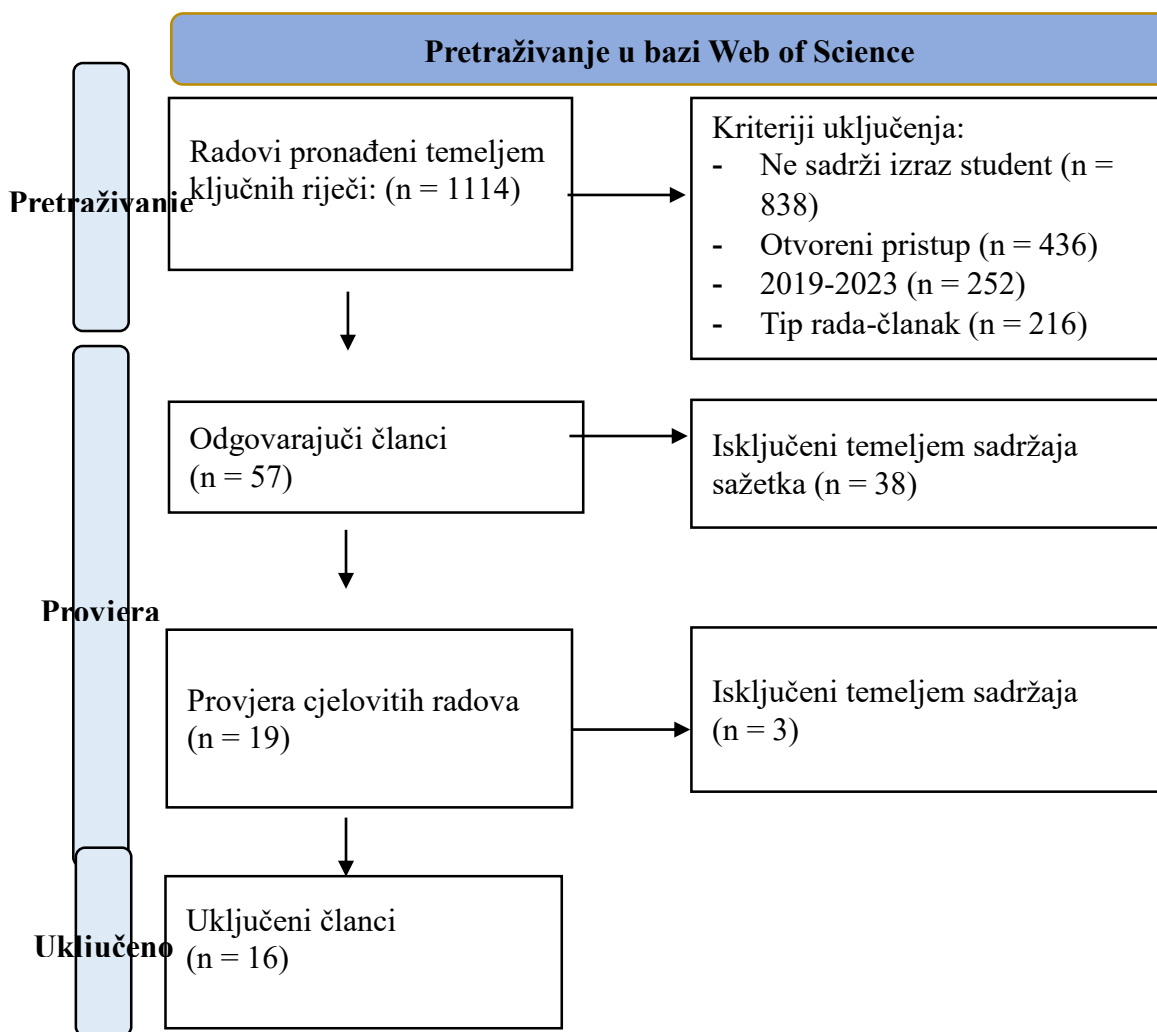 Pretraživanje u bazi Web of Science
Pretraživanje
Radovi pronađeni temeljem
ključnih riječi: (n = 1114)
Kriteriji uključenja:
- Ne sadrži izraz student (n =
838)
- Otvoreni pristup (n = 436)
- 2019-2023 (n = 252)
- Tip rada-članak (n = 216)
Provjera
Odgovarajuči članci
(n = 57)
Isključeni temeljem sadržaja
sažetka (n = 38)
Provjera cjelovitih radova
(n = 19)
Isključeni temeljem sadržaja
(n = 3)
Uključeno
Uključeni članci
(n = 16)